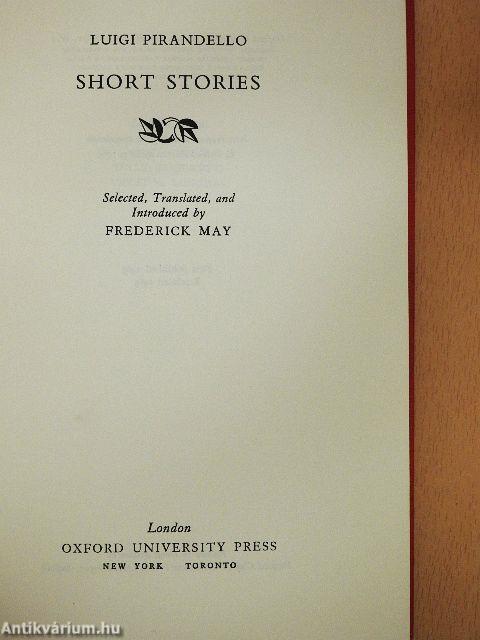 LUIGI PIRANDELLO
SHORT STORIES
Selected, Translated, and
Introduced by
FREDERICK MAY
London
OXFORD UNIVERSITY PRESS
NEW YORK TORONTO
Antikvárium.hu